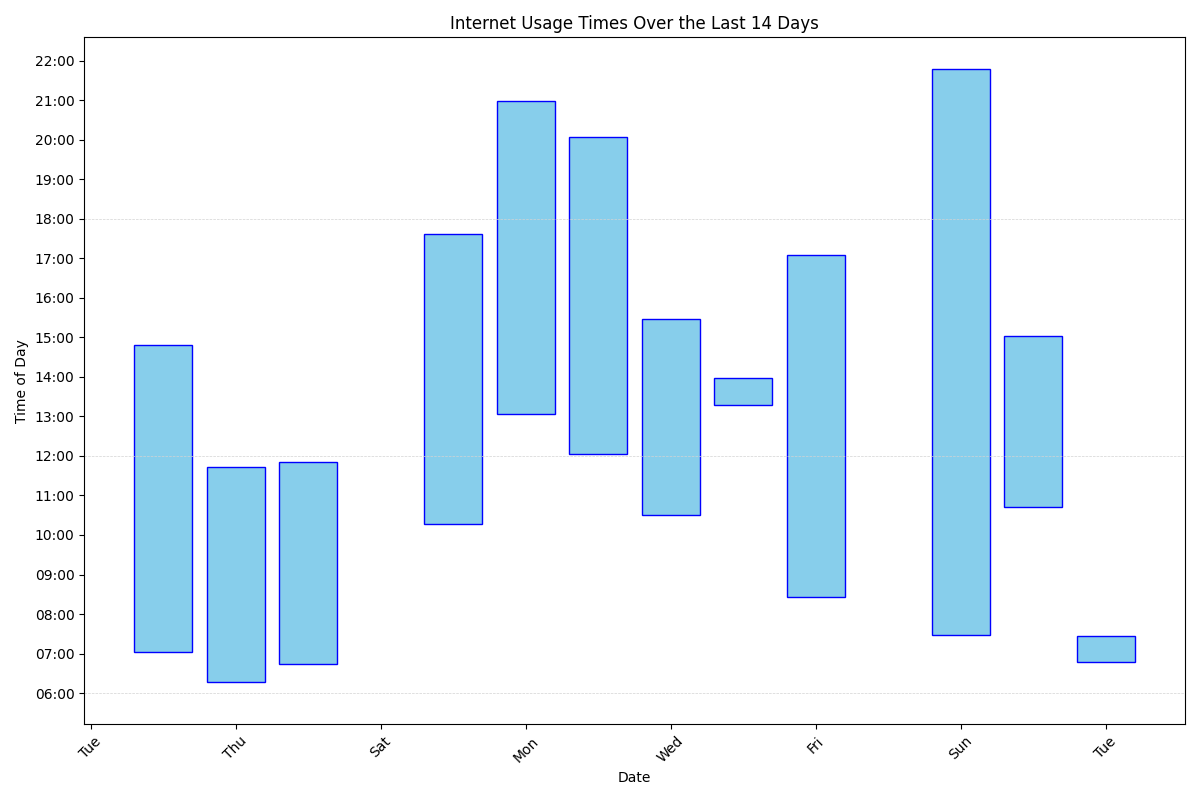 Internet Usage Times Over the Last 14 Days
22:00
21:00
20:00
19:00
18:00
17:00
16:00
15:00
14:00
13:00
12:00
11:00
10:00
09:00
08:00
07:00
06:00
Time of Day
Tue
Thu
Sat
Mon
Wed
Fri
Sun
Tue
Date